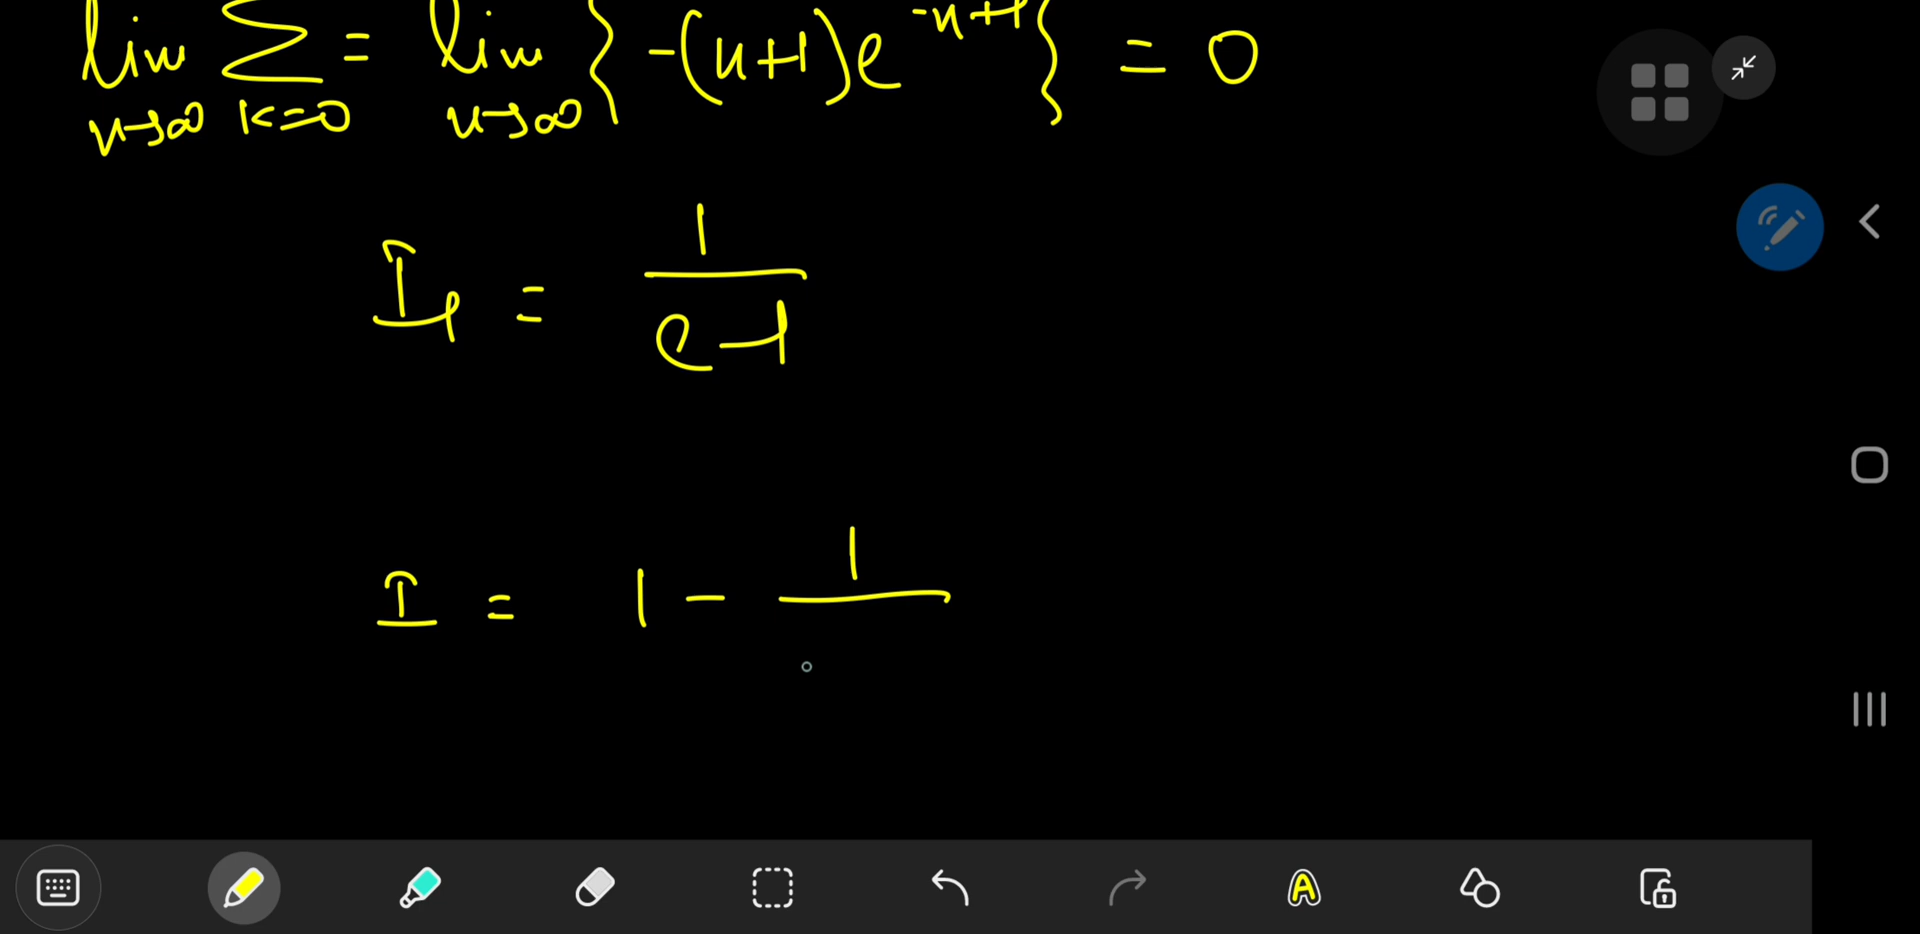 lim ∑ = lim { -(n+1)e^{-n+1} } = 0
n→∞ k=0 n→∞
I₁ = 1/(e-1)
I = 1 - 1/
A